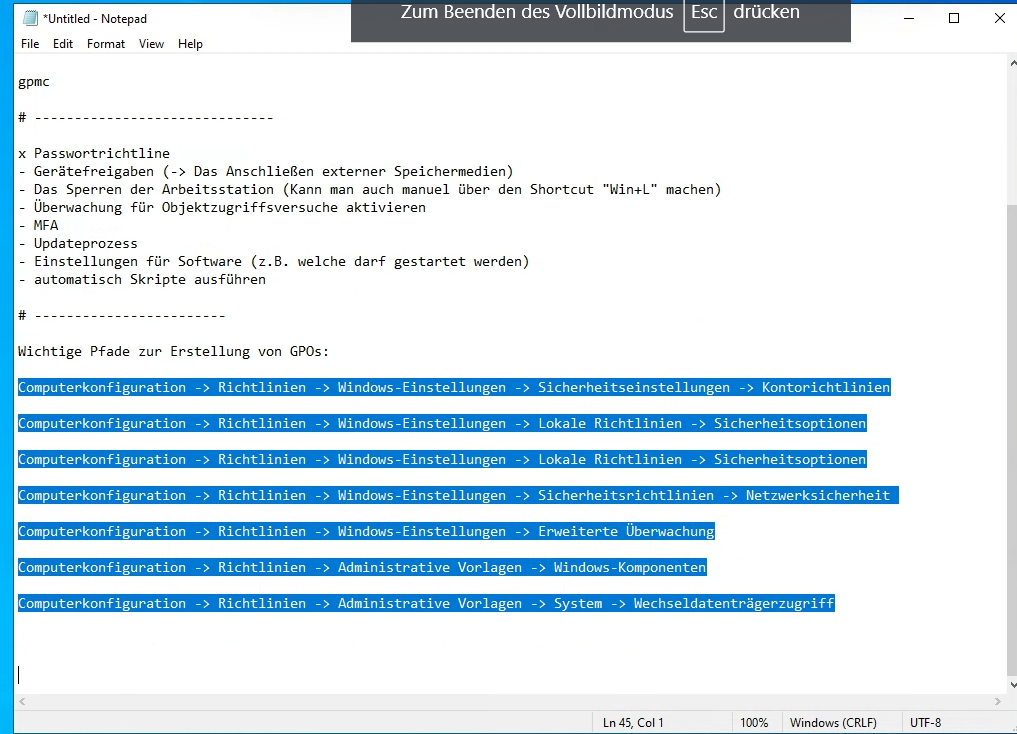 *Untitled - Notepad
Zum Beenden des Vollbildmodus Esc drücken
File Edit Format View Help
gpmc
# ------------------------------
x Passwortrichtline
- Gerätefreigaben (-> Das Anschließen externer Speichermedien)
- Das Sperren der Arbeitsstation (Kann man auch manuel über den Shortcut "Win+L" machen)
- Überwachung für Objektzugriffsversuche aktivieren
- MFA
- Updateprozess
- Einstellungen für Software (z.B. welche darf gestartet werden)
- automatisch Skripte ausführen
# ------------------------
Wichtige Pfade zur Erstellung von GPOs:
Computerkonfiguration -> Richtlinien -> Windows-Einstellungen -> Sicherheitseinstellungen -> Kontorichtlinien
Computerkonfiguration -> Richtlinien -> Windows-Einstellungen -> Lokale Richtlinien -> Sicherheitsoptionen
Computerkonfiguration -> Richtlinien -> Windows-Einstellungen -> Lokale Richtlinien -> Sicherheitsoptionen
Computerkonfiguration -> Richtlinien -> Windows-Einstellungen -> Sicherheitsrichtlinien -> Netzwerksicherheit
Computerkonfiguration -> Richtlinien -> Windows-Einstellungen -> Erweiterte Überwachung
Computerkonfiguration -> Richtlinien -> Administrative Vorlagen -> Windows-Komponenten
Computerkonfiguration -> Richtlinien -> Administrative Vorlagen -> System -> Wechseldatenträgerzugriff
Ln 45, Col 1 100% Windows (CRLF) UTF-8